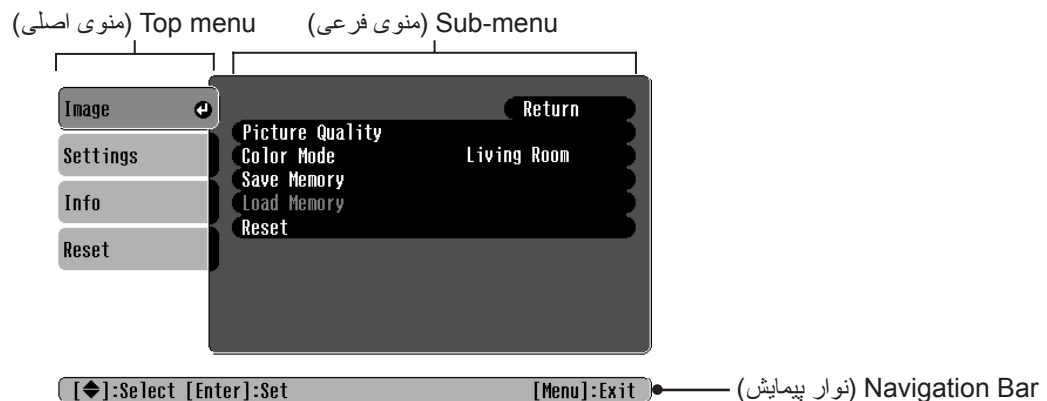 Top menu (منوی اصلی)
Sub-menu (منوی فرعی)
Image
Settings
Info
Reset
Return
Picture Quality
Color Mode Living Room
Save Memory
Load Memory
Reset
[◆]:Select [Enter]:Set [Menu]:Exit
Navigation Bar (نوار پیمایش)